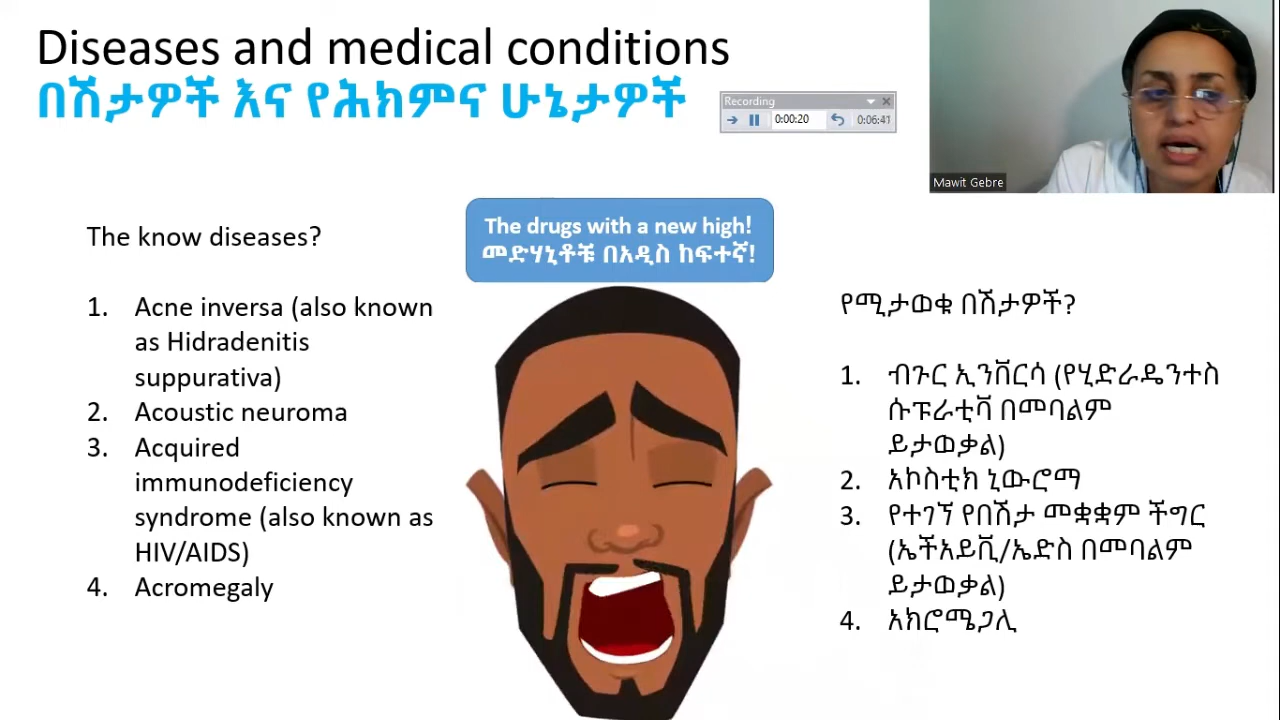 Diseases and medical conditions
በሽታዎች እና የሕክምና ሁኔታዎች
Recording
0:00:20
0:06:41
Mawit Gebre
The know diseases?
1. Acne inversa (also known
as Hidradenitis
suppurativa)
2. Acoustic neuroma
3. Acquired
immunodeficiency
syndrome (also known as
HIV/AIDS)
4. Acromegaly
The drugs with a new high!
መድሃኒቶቹ በአዲስ ከፍተኛ!
የሚታወቁ በሽታዎች?
1. ብጉር ኢንቨርሳ (የሂድራዴንተስ
ሱፑራቲቫ በመባልም
ይታወቃል)
2. አኮስቲክ ኒውሮማ
3. የተገኘ የበሽታ መቋቋም ችግር
(ኤችአይቪ/ኤድስ በመባልም
ይታወቃል)
4. አክሮሜጋሊ